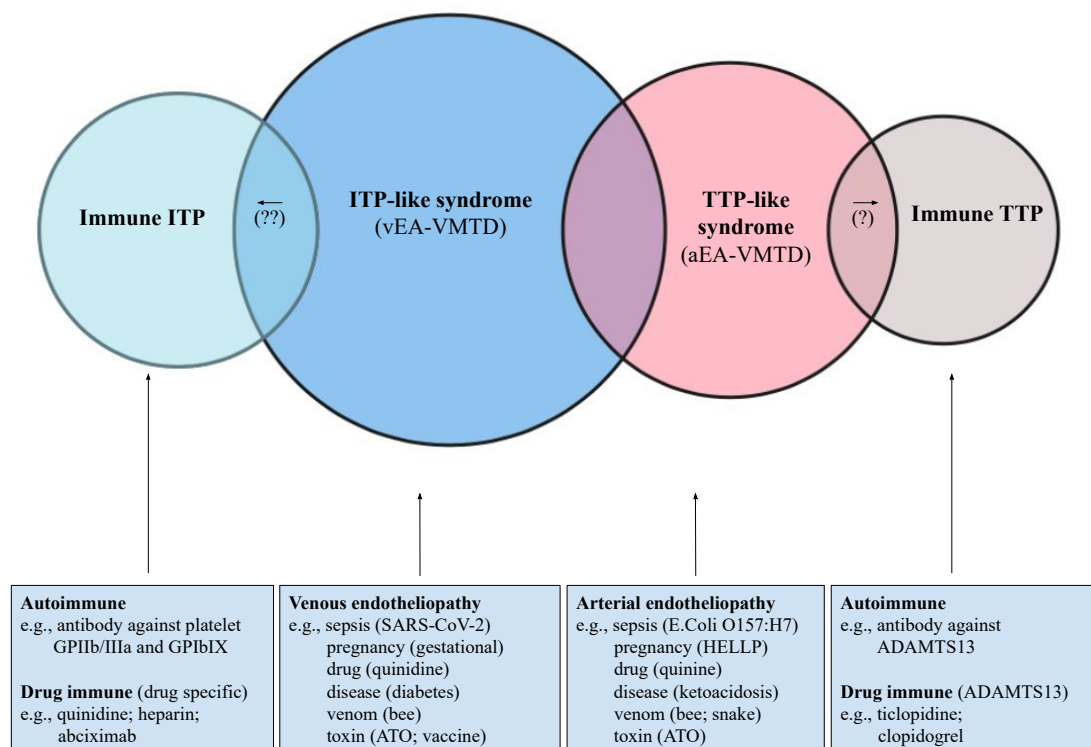 Immune ITP
(??)
ITP-like syndrome
(vEA-VMTD)
TTP-like
syndrome
(aEA-VMTD)
(?)
Immune TTP
Autoimmune
e.g., antibody against platelet
GPIIb/IIIa and GPIbIX
Drug immune (drug specific)
e.g., quinidine; heparin;
abciximab
Venous endotheliopathy
e.g., sepsis (SARS-CoV-2)
pregnancy (gestational)
drug (quinidine)
disease (diabetes)
venom (bee)
toxin (ATO; vaccine)
Arterial endotheliopathy
e.g., sepsis (E.Coli O157:H7)
pregnancy (HELLP)
drug (quinine)
disease (ketoacidosis)
venom (bee; snake)
toxin (ATO)
Autoimmune
e.g., antibody against
ADAMTS13
Drug immune (ADAMTS13)
e.g., ticlopidine;
clopidogrel